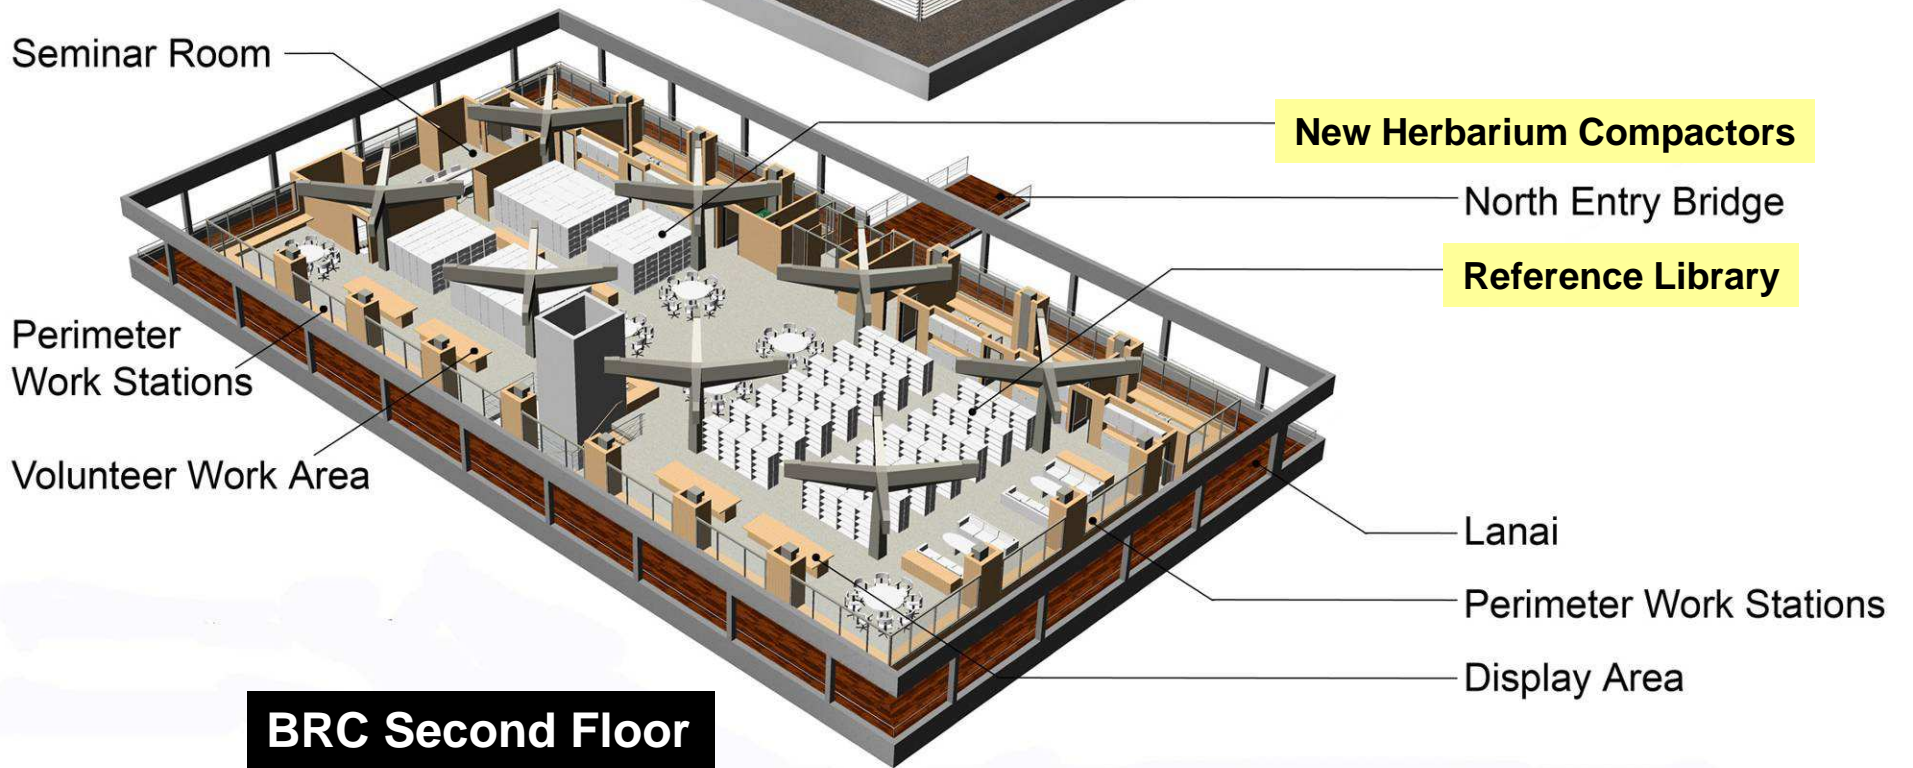 Seminar Room
New Herbarium Compactors
North Entry Bridge
Reference Library
Perimeter
Work Stations
Volunteer Work Area
Lanai
Perimeter Work Stations
Display Area
BRC Second Floor